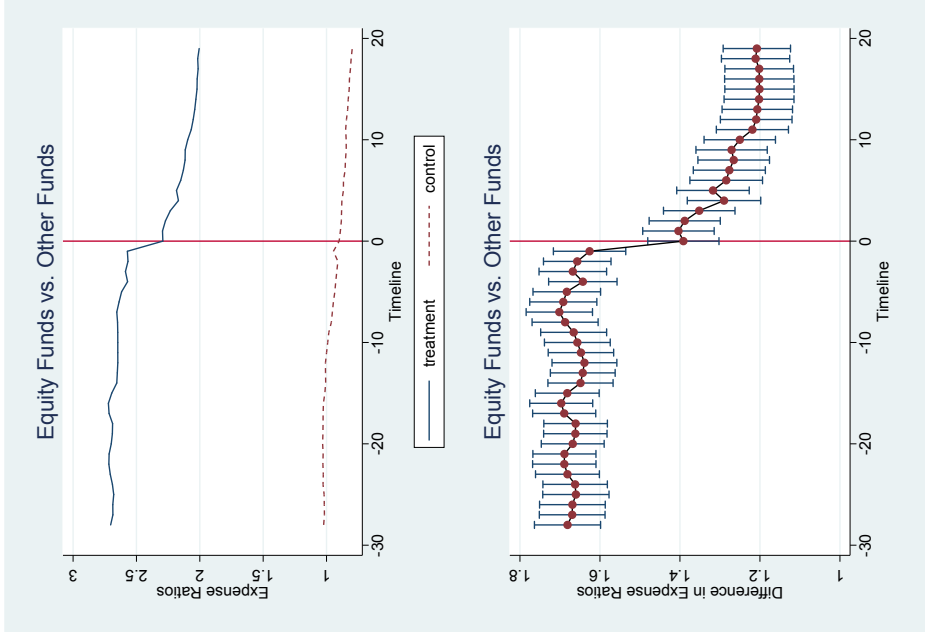 Equity Funds vs. Other Funds
Expense Ratios
3
2.5
2
1.5
1
-30 -20 -10 0 10 20
Timeline
treatment control
Equity Funds vs. Other Funds
Difference in Expense Ratios
1.8
1.6
1.4
1.2
1
-30 -20 -10 0 10 20
Timeline